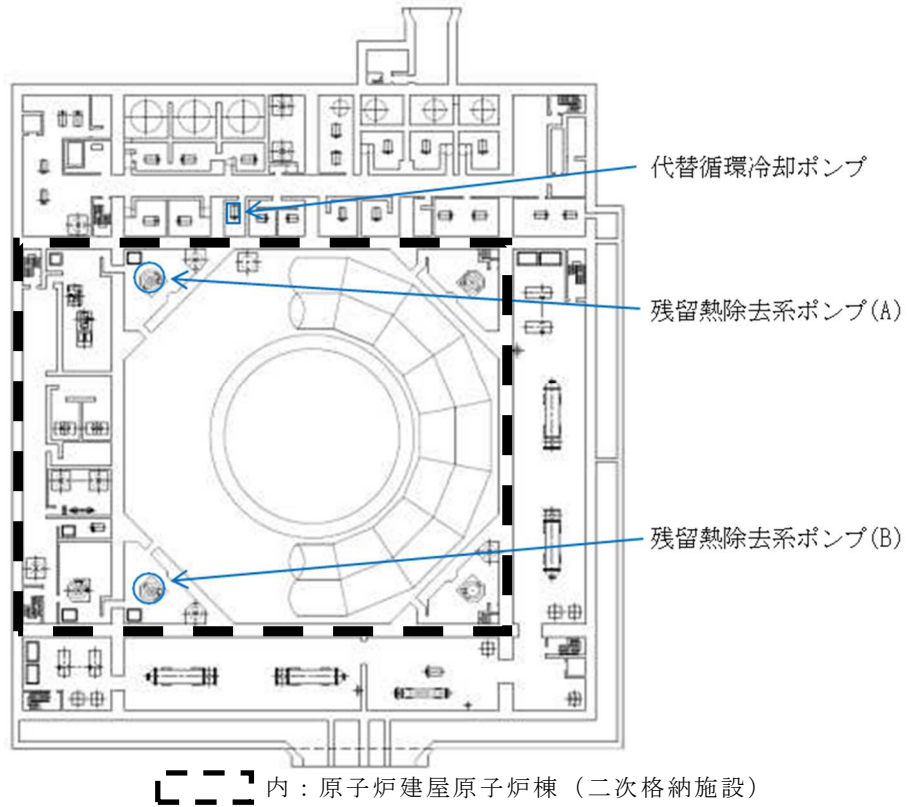 代替循環冷却ポンプ
残留熱除去系ポンプ(A)
残留熱除去系ポンプ(B)
内：原子炉建屋原子炉棟（二次格納施設）